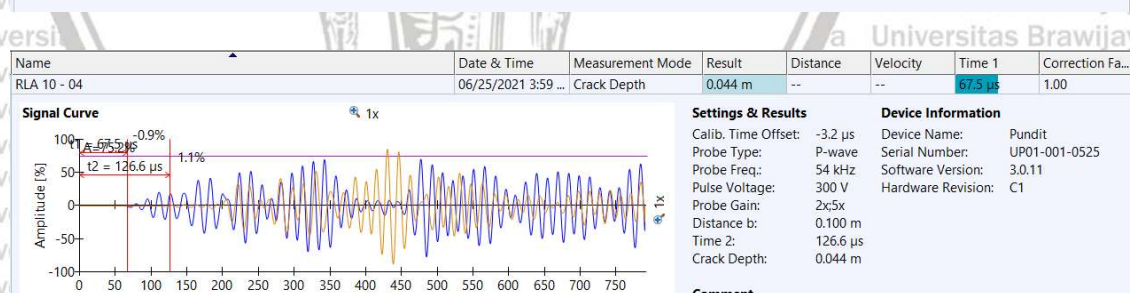 Universitas Brawija
Name Date & Time Measurement Mode Result Distance Velocity Time 1 Correction Fa...
RLA 10 - 04 06/25/2021 3:59 ... Crack Depth 0.044 m -- -- 67.5 µs 1.00
Signal Curve 1x Settings & Results Device Information
Calib. Time Offset: -3.2 µs Device Name: Pundit
Probe Type: P-wave Serial Number: UP01-001-0525
Probe Freq.: 54 kHz Software Version: 3.0.11
Pulse Voltage: 300 V Hardware Revision: C1
Probe Gain: 2x;5x
Distance b: 0.100 m
Time 2: 126.6 µs
Crack Depth: 0.044 m
-0.9%
t1 = 67.5 µs
A=75.2%
1.1%
t2 = 126.6 µs
Amplitude [%]
100
50
0
-50
-100
0 50 100 150 200 250 300 350 400 450 500 550 600 650 700 750
1x